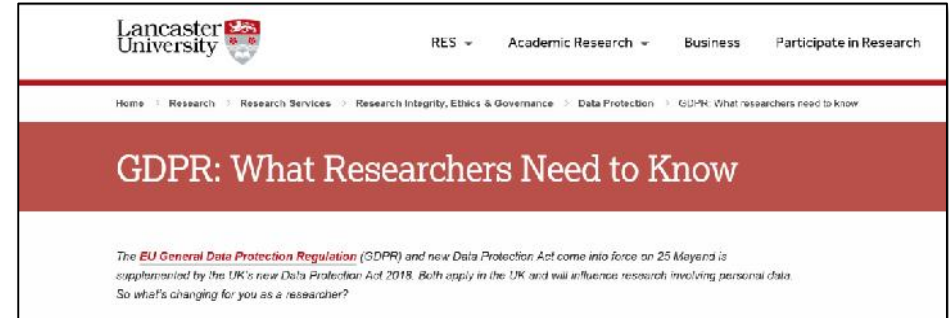 Lancaster
University
RES Academic Research Business Participate in Research
Home > Research > Research Services > Research Integrity, Ethics & Governance > Data Protection > GDPR: What researchers need to know
GDPR: What Researchers Need to Know
The EU General Data Protection Regulation (GDPR) and new Data Protection Act come into force on 25 Mayand is
supplemented by the UK's new Data Protection Act 2018. Both apply in the UK and will influence research involving personal data.
So what's changing for you as a researcher?